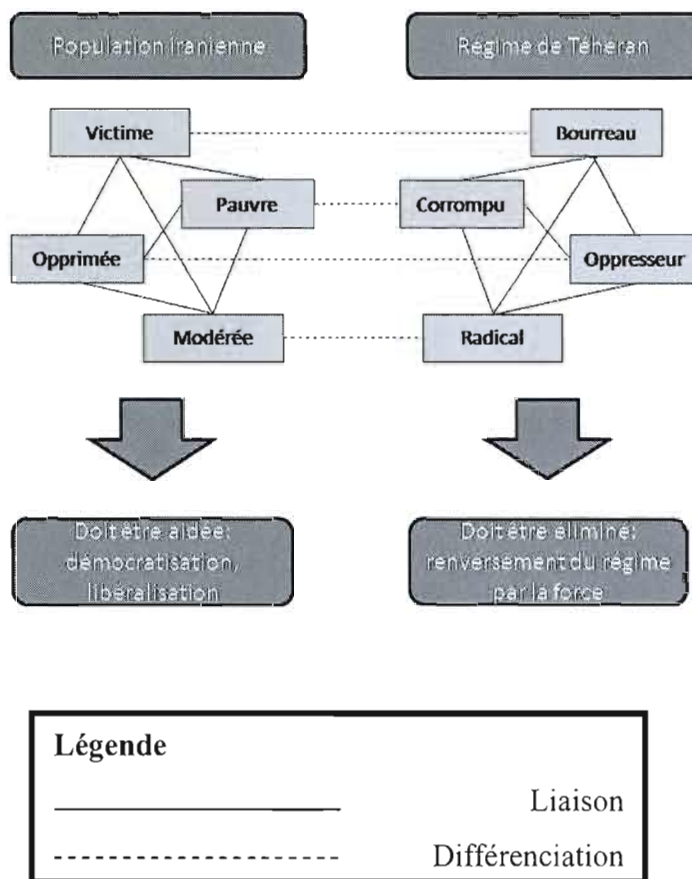 Population iranienne
Régime de Téhéran
Victime
Bourreau
Pauvre
Corrompu
Opprimée
Oppresseur
Modérée
Radical
Doit être aidée:
démocratisation,
libéralisation
Doit être éliminé:
renversement du régime
par la force
Légende
Liaison
Différenciation